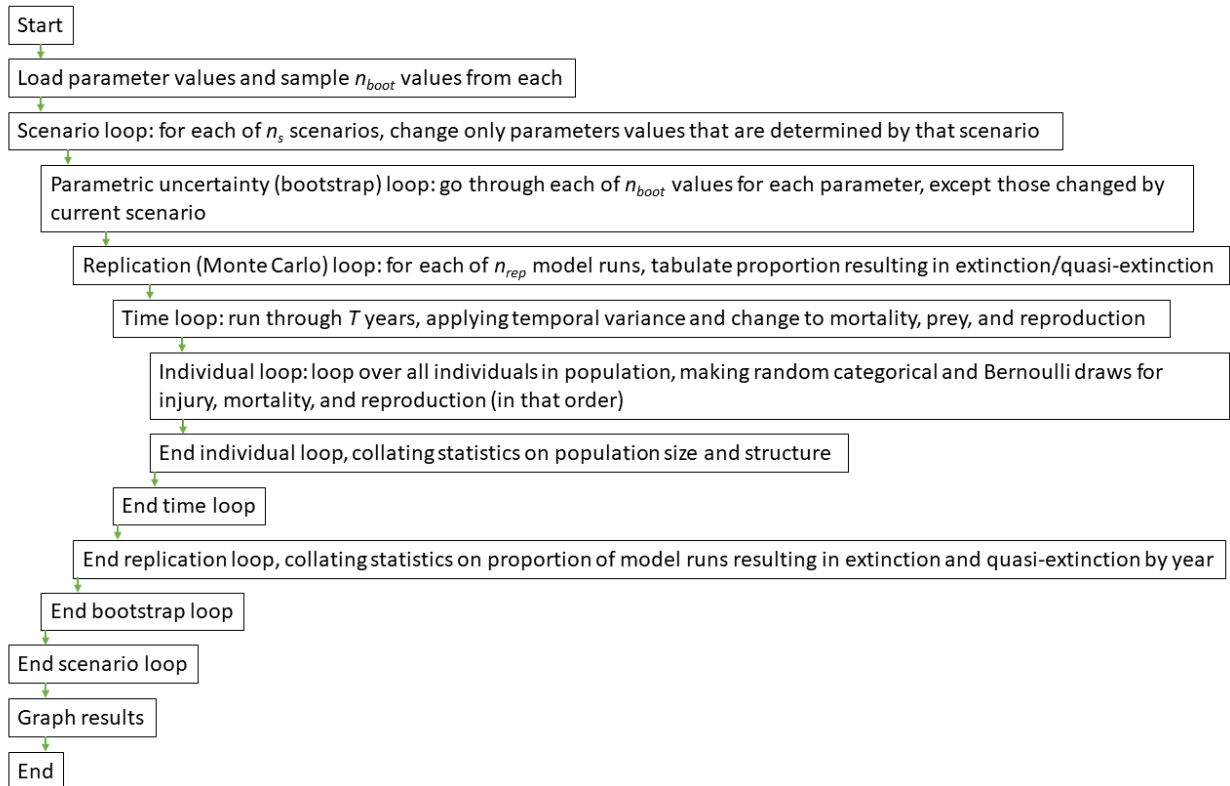 Start
Load parameter values and sample nboot values from each
Scenario loop: for each of ns scenarios, change only parameters values that are determined by that scenario
Parametric uncertainty (bootstrap) loop: go through each of nboot values for each parameter, except those changed by
current scenario
Replication (Monte Carlo) loop: for each of nrep model runs, tabulate proportion resulting in extinction/quasi-extinction
Time loop: run through T years, applying temporal variance and change to mortality, prey, and reproduction
Individual loop: loop over all individuals in population, making random categorical and Bernoulli draws for
injury, mortality, and reproduction (in that order)
End individual loop, collating statistics on population size and structure
End time loop
End replication loop, collating statistics on proportion of model runs resulting in extinction and quasi-extinction by year
End bootstrap loop
End scenario loop
Graph results
End